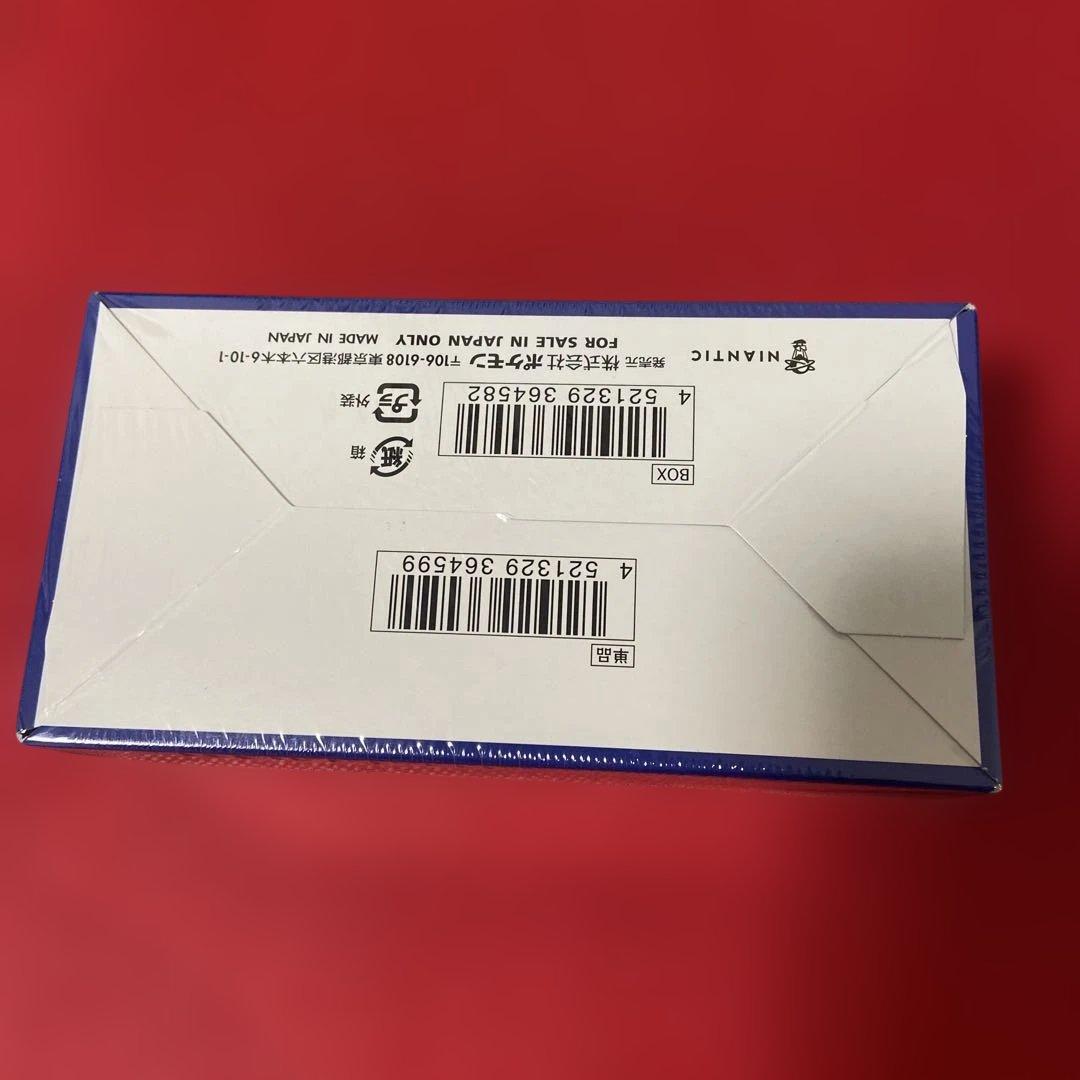 単品
4 521329 364599
BOX
4 521329 364582
紙
箱
プラ
外装
NIANTIC
発売元 株式会社 ポケモン 〒106-6108 東京都港区六本木6-10-1
FOR SALE IN JAPAN ONLY MADE IN JAPAN